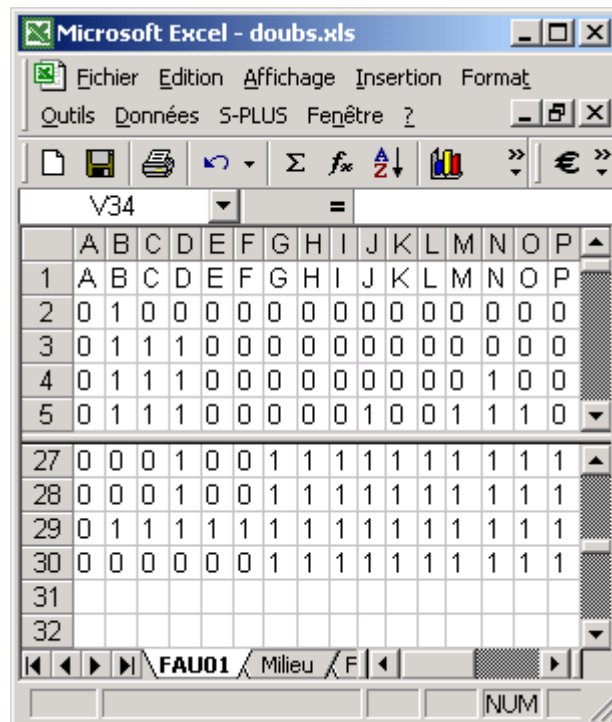 Microsoft Excel - doubs.xls
Fichier Edition Affichage Insertion Format
Outils Données S-PLUS Fenêtre ?
Σ fx A Z » € »
V34 =
A B C D E F G H I J K L M N O P
1 A B C D E F G H I J K L M N O P
2 0 1 0 0 0 0 0 0 0 0 0 0 0 0 0 0
3 0 1 1 1 0 0 0 0 0 0 0 0 0 0 0 0
4 0 1 1 1 0 0 0 0 0 0 0 0 0 1 0 0
5 0 1 1 1 0 0 0 0 0 1 0 0 1 1 1 0
27 0 0 0 1 0 0 1 1 1 1 1 1 1 1 1 1
28 0 0 0 1 0 0 1 1 1 1 1 1 1 1 1 1
29 0 1 1 1 1 1 1 1 1 1 1 1 1 1 1 1
30 0 0 0 0 0 0 1 1 1 1 1 1 1 1 1 1
31
32
FAU01 Milieu F
NUM